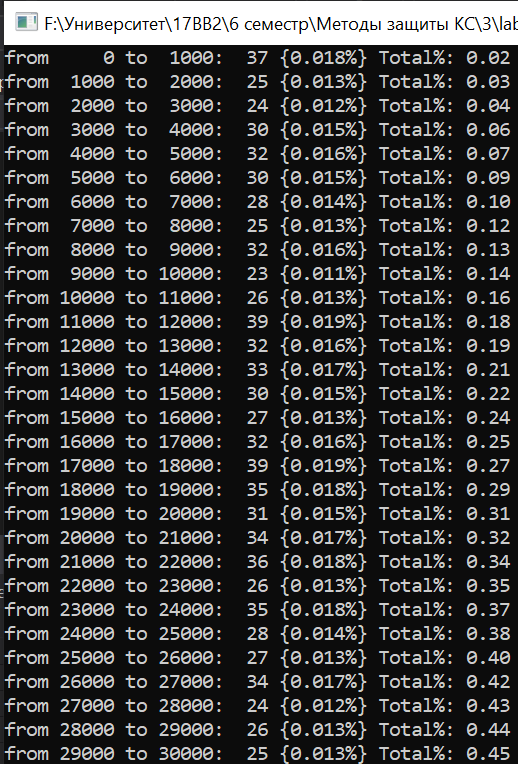 F:\Университет\17ВВ2\6 семестр\Методы защиты КС\3\lab
from     0 to  1000:  37 {0.018%} Total%: 0.02
from  1000 to  2000:  25 {0.013%} Total%: 0.03
from  2000 to  3000:  24 {0.012%} Total%: 0.04
from  3000 to  4000:  30 {0.015%} Total%: 0.06
from  4000 to  5000:  32 {0.016%} Total%: 0.07
from  5000 to  6000:  30 {0.015%} Total%: 0.09
from  6000 to  7000:  28 {0.014%} Total%: 0.10
from  7000 to  8000:  25 {0.013%} Total%: 0.12
from  8000 to  9000:  32 {0.016%} Total%: 0.13
from  9000 to 10000:  23 {0.011%} Total%: 0.14
from 10000 to 11000:  26 {0.013%} Total%: 0.16
from 11000 to 12000:  39 {0.019%} Total%: 0.18
from 12000 to 13000:  32 {0.016%} Total%: 0.19
from 13000 to 14000:  33 {0.017%} Total%: 0.21
from 14000 to 15000:  30 {0.015%} Total%: 0.22
from 15000 to 16000:  27 {0.013%} Total%: 0.24
from 16000 to 17000:  32 {0.016%} Total%: 0.25
from 17000 to 18000:  39 {0.019%} Total%: 0.27
from 18000 to 19000:  35 {0.018%} Total%: 0.29
from 19000 to 20000:  31 {0.015%} Total%: 0.31
from 20000 to 21000:  34 {0.017%} Total%: 0.32
from 21000 to 22000:  36 {0.018%} Total%: 0.34
from 22000 to 23000:  26 {0.013%} Total%: 0.35
from 23000 to 24000:  35 {0.018%} Total%: 0.37
from 24000 to 25000:  28 {0.014%} Total%: 0.38
from 25000 to 26000:  27 {0.013%} Total%: 0.40
from 26000 to 27000:  34 {0.017%} Total%: 0.42
from 27000 to 28000:  24 {0.012%} Total%: 0.43
from 28000 to 29000:  26 {0.013%} Total%: 0.44
from 29000 to 30000:  25 {0.013%} Total%: 0.45